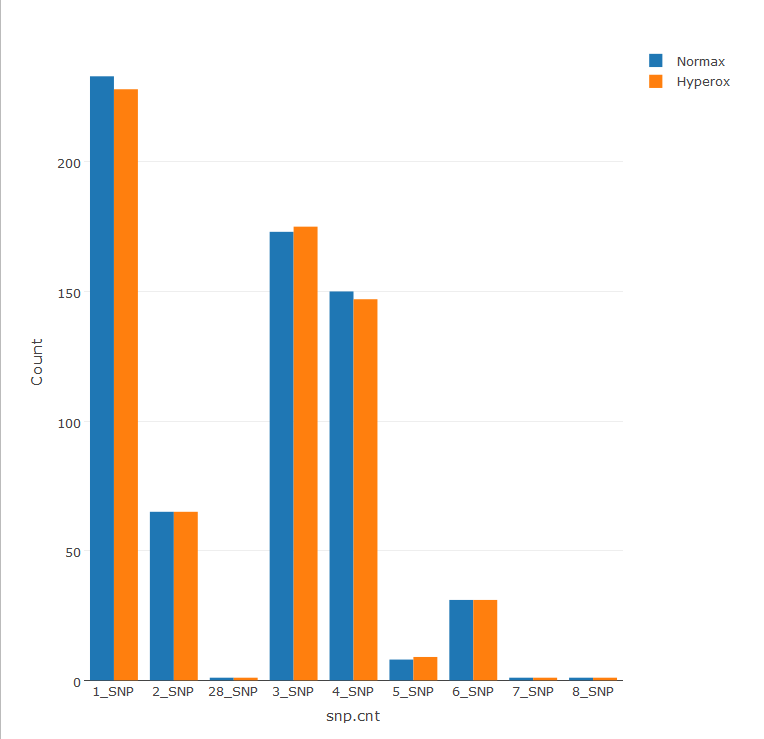 Normax
Hyperox
200
150
100
50
0
Count
1_SNP 2_SNP 28_SNP 3_SNP 4_SNP 5_SNP 6_SNP 7_SNP 8_SNP
snp.cnt